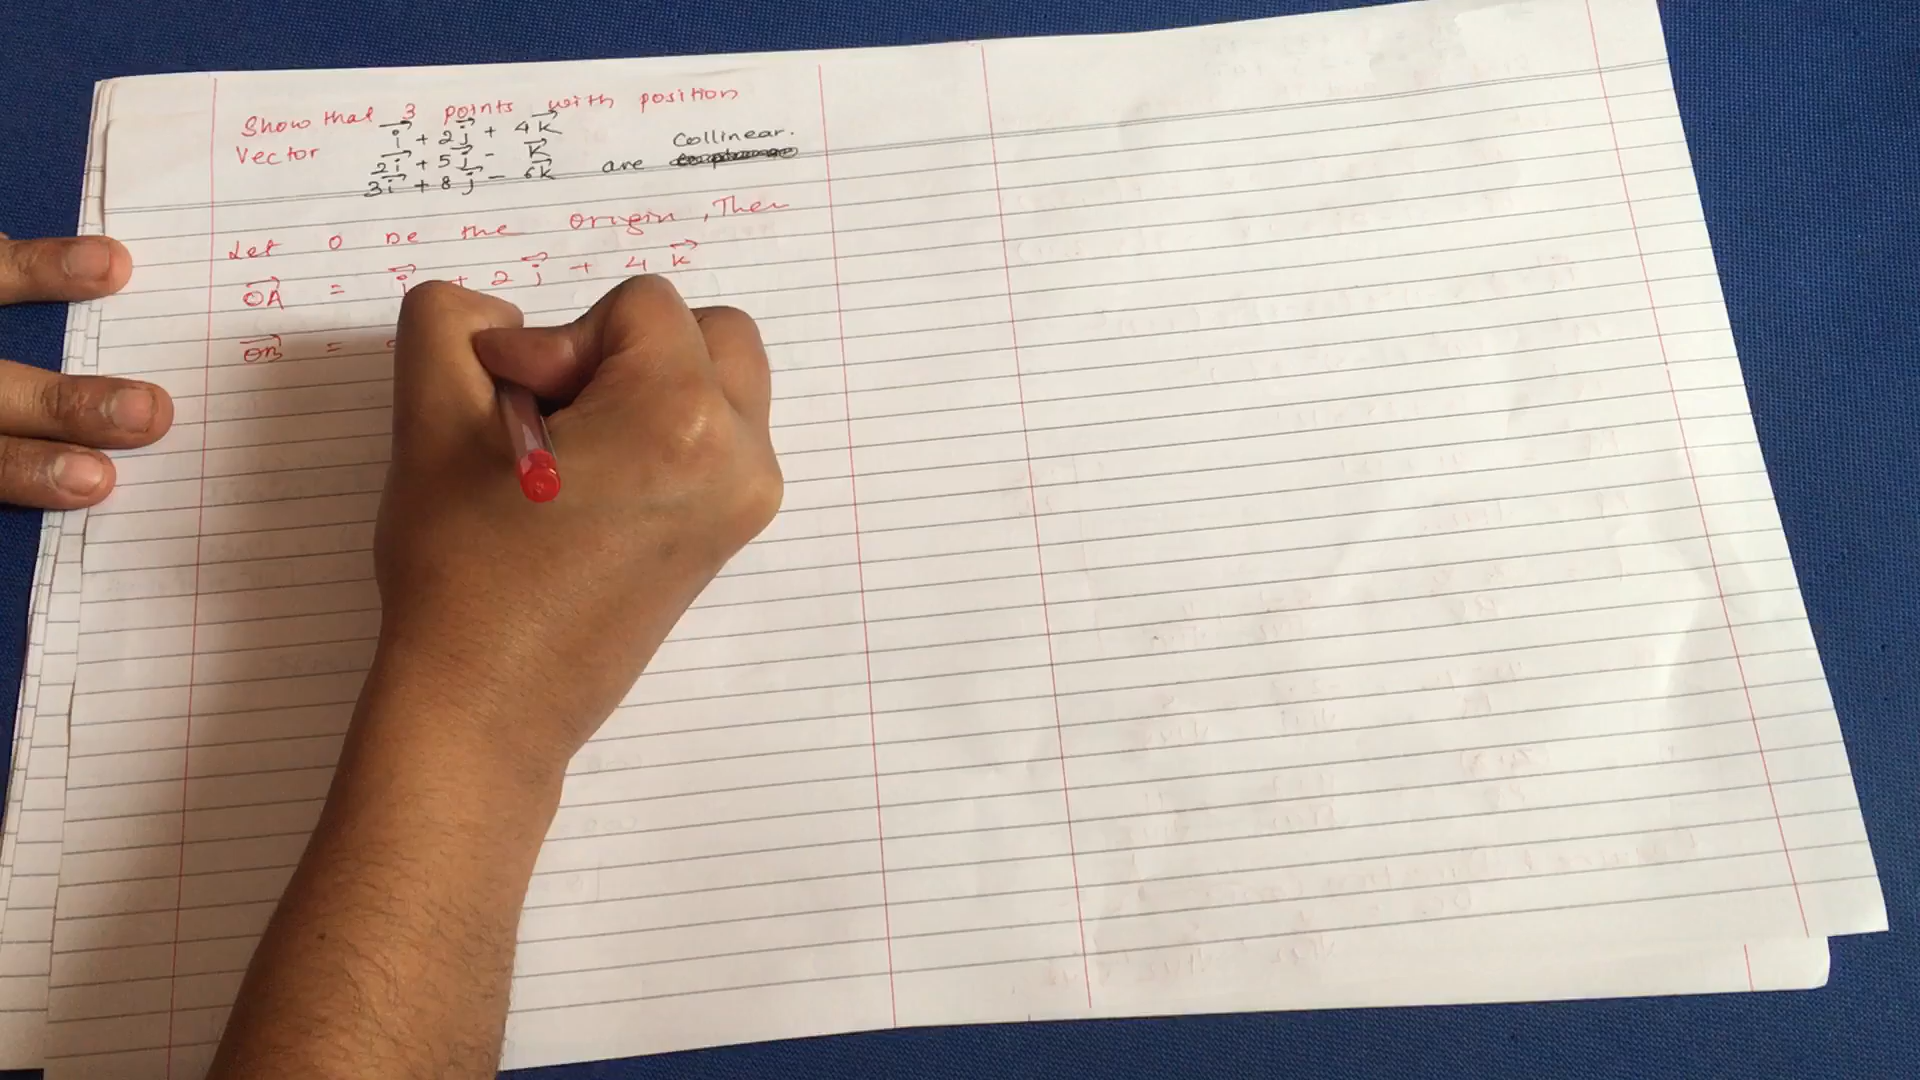 Show that 3 points with position
Vector i⃗ + 2j⃗ + 4k⃗
2i⃗ + 5j⃗ - k⃗
3i⃗ + 8j⃗ - 6k⃗ are Collinear.
Let O be the origin, Then
OA⃗ = i⃗ + 2j⃗ + 4k⃗
OB⃗ =